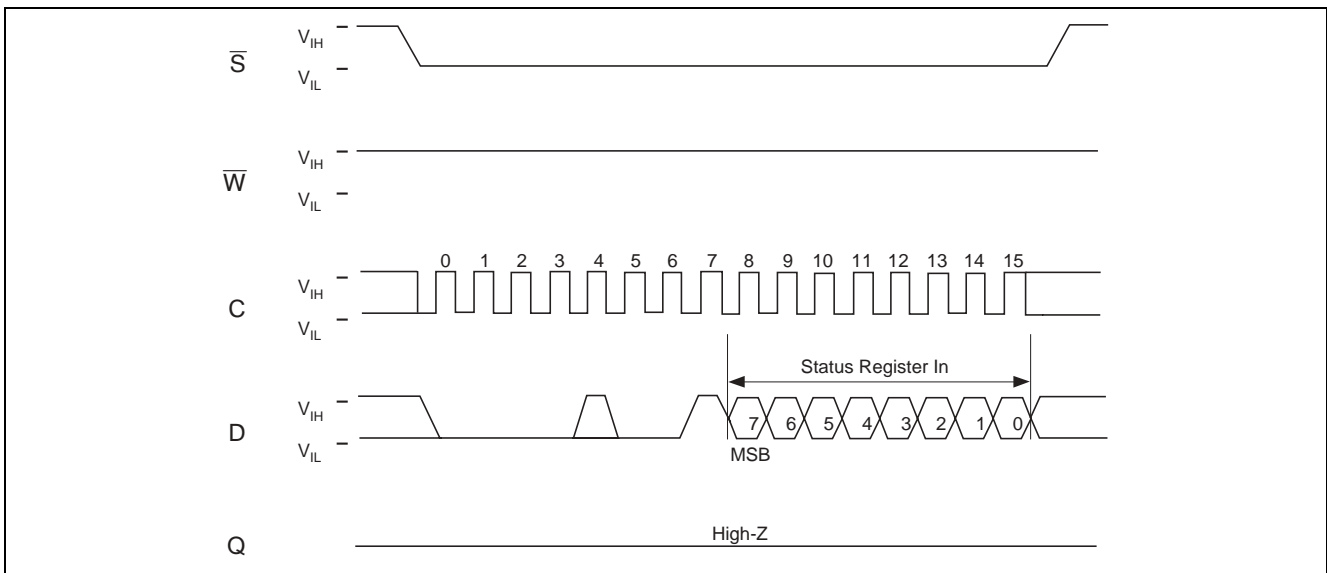 V_IH
S̅
V_IL
V_IH
W̅
V_IL
0 1 2 3 4 5 6 7 8 9 10 11 12 13 14 15
V_IH
C
V_IL
Status Register In
V_IH
D
7 6 5 4 3 2 1 0
V_IL
MSB
High-Z
Q